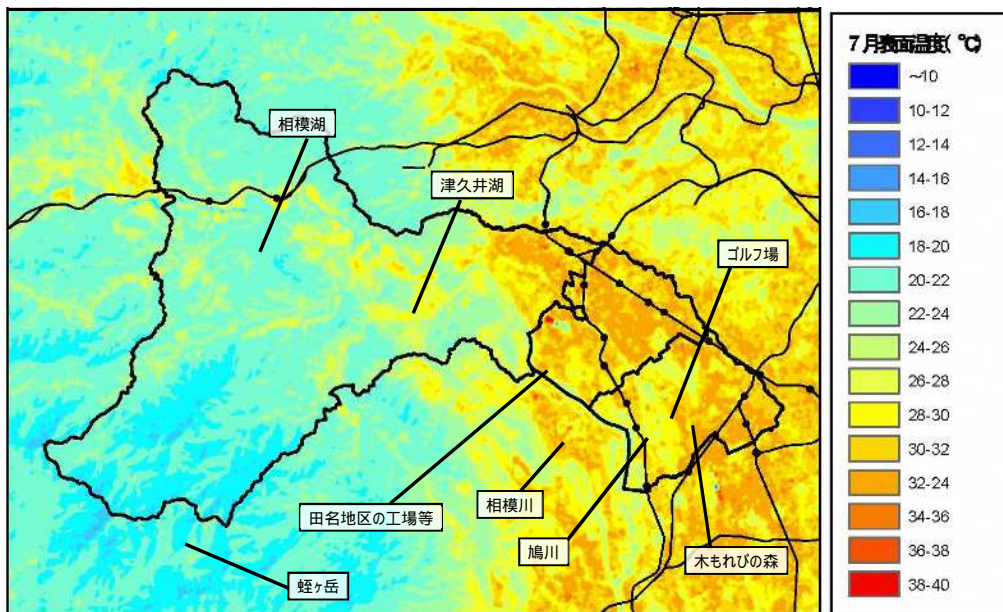 相模湖
津久井湖
ゴルフ場
田名地区の工場等
相模川
鳩川
木もれびの森
蛭ヶ岳
7月表面温度(℃)
~10
10-12
12-14
14-16
16-18
18-20
20-22
22-24
24-26
26-28
28-30
30-32
32-24
34-36
36-38
38-40